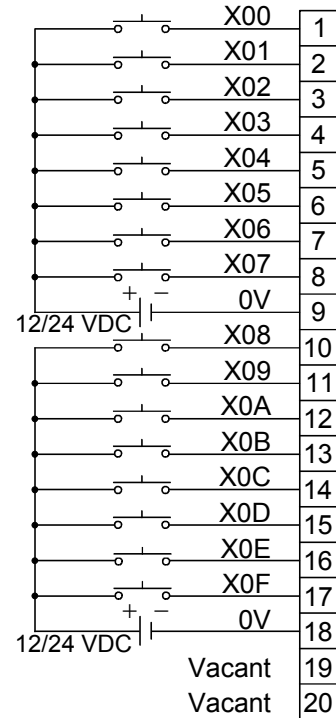 X00 1
X01 2
X02 3
X03 4
X04 5
X05 6
X06 7
X07 8
+ − 0V 9
12/24 VDC
X08 10
X09 11
X0A 12
X0B 13
X0C 14
X0D 15
X0E 16
X0F 17
+ − 0V 18
12/24 VDC
Vacant 19
Vacant 20